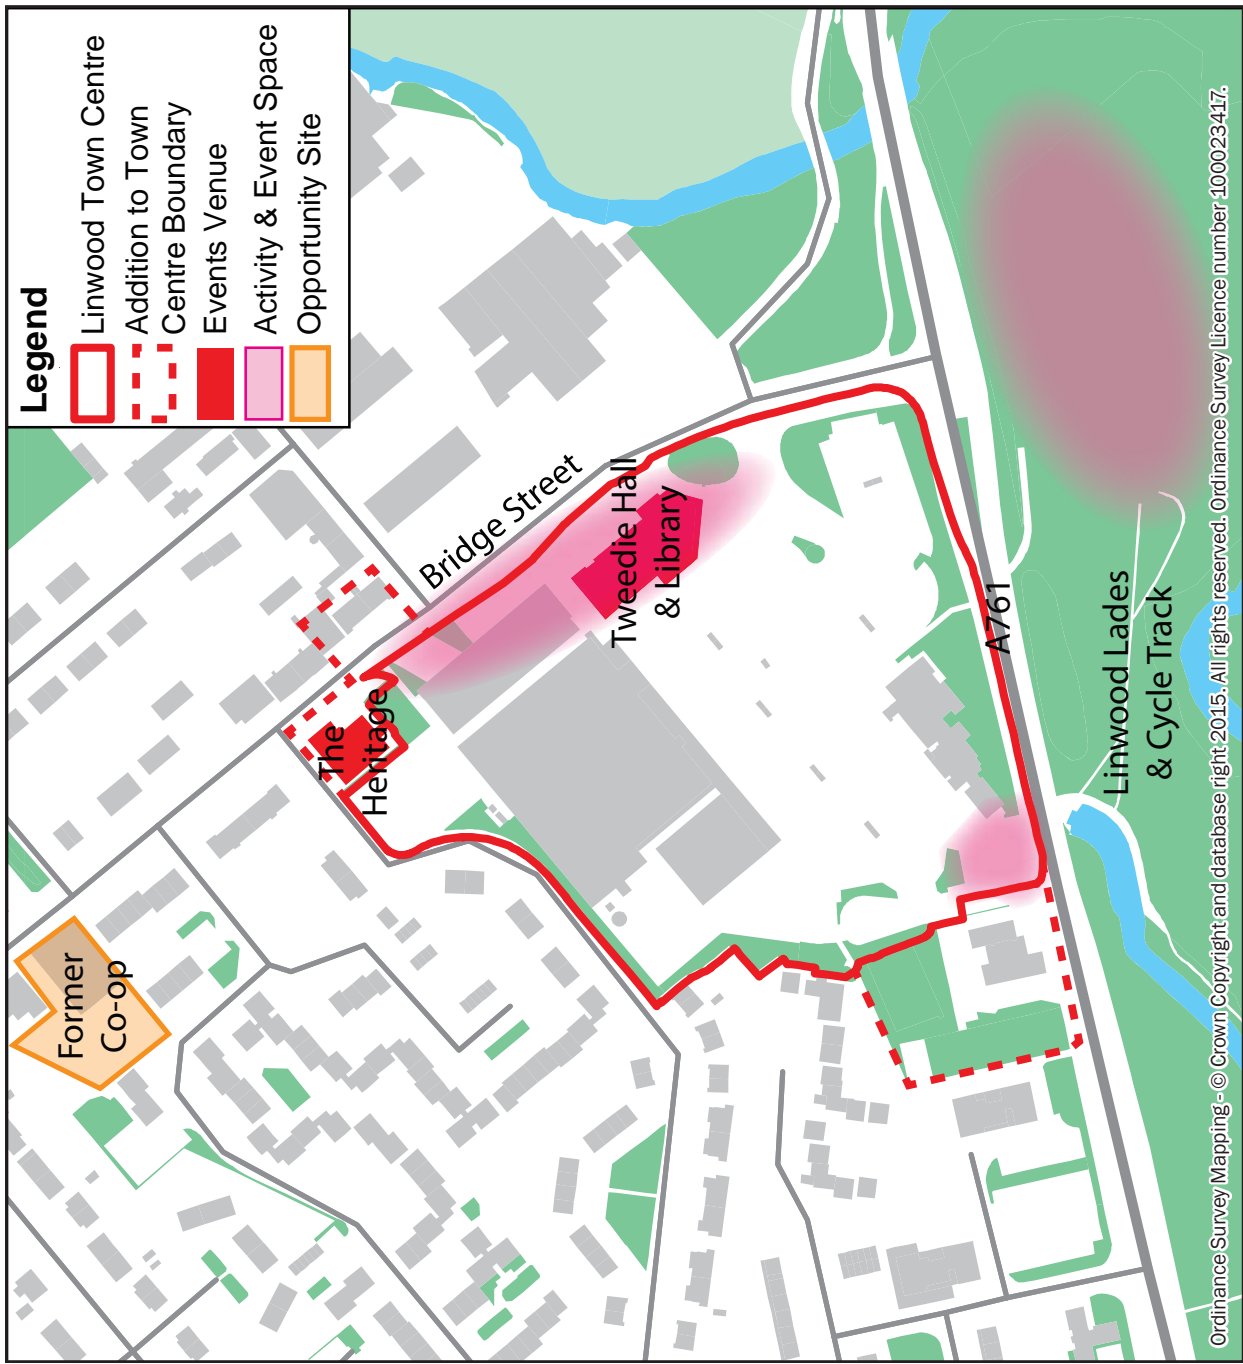 Legend
Linwood Town Centre
Addition to Town
Centre Boundary
Events Venue
Activity & Event Space
Opportunity Site
Former
Co-op
The
Heritage
Bridge Street
Tweedie Hall
& Library
A761
Linwood Lades
& Cycle Track
Ordinance Survey Mapping - © Crown Copyright and database right 2015. All rights reserved. Ordinance Survey Licence number 100023417.